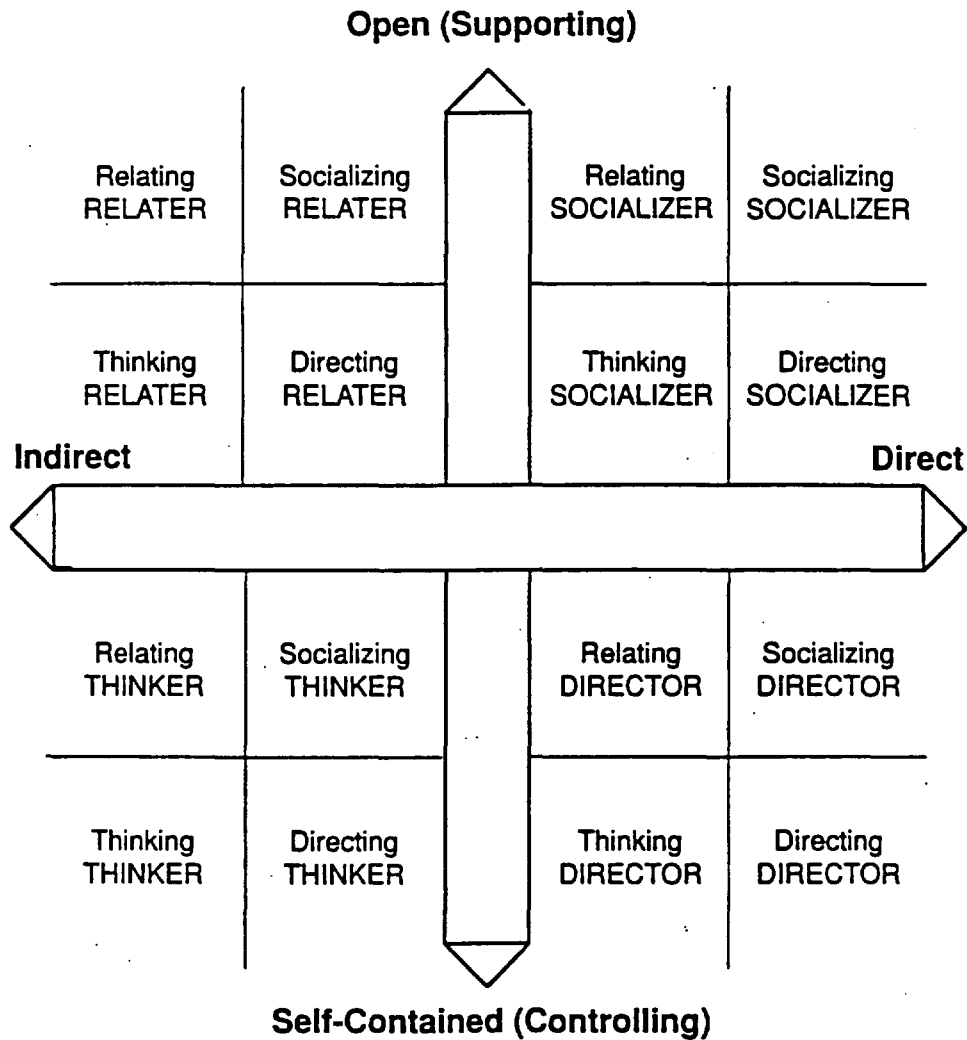 Open (Supporting)
Relating
RELATER
Socializing
RELATER
Relating
SOCIALIZER
Socializing
SOCIALIZER
Thinking
RELATER
Directing
RELATER
Thinking
SOCIALIZER
Directing
SOCIALIZER
Indirect
Direct
Relating
THINKER
Socializing
THINKER
Relating
DIRECTOR
Socializing
DIRECTOR
Thinking
THINKER
Directing
THINKER
Thinking
DIRECTOR
Directing
DIRECTOR
Self-Contained (Controlling)